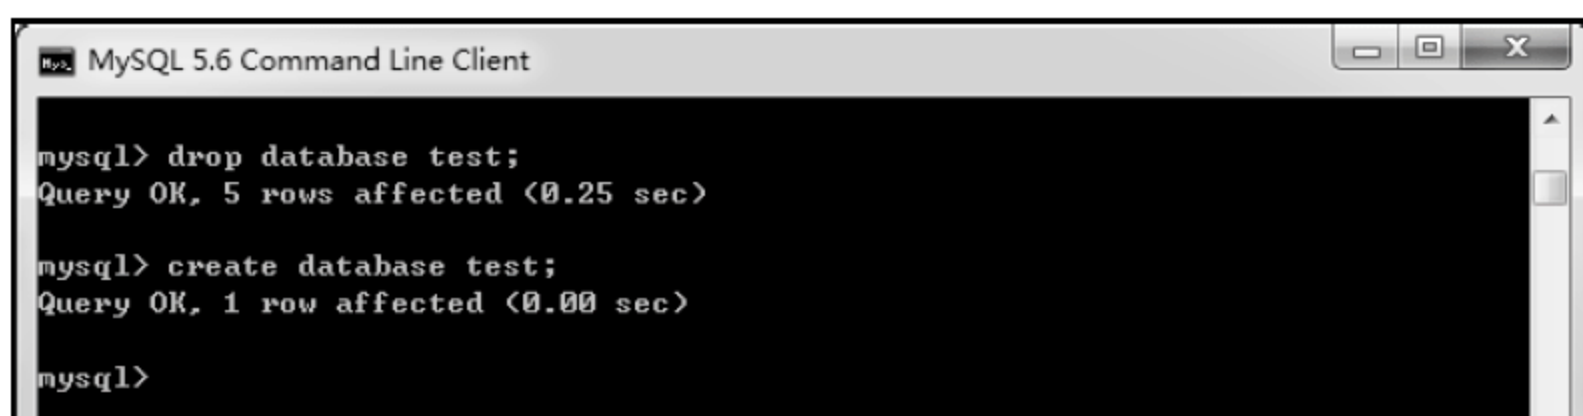 MySQL 5.6 Command Line Client
mysql> drop database test;
Query OK, 5 rows affected (0.25 sec)
mysql> create database test;
Query OK, 1 row affected (0.00 sec)
mysql>